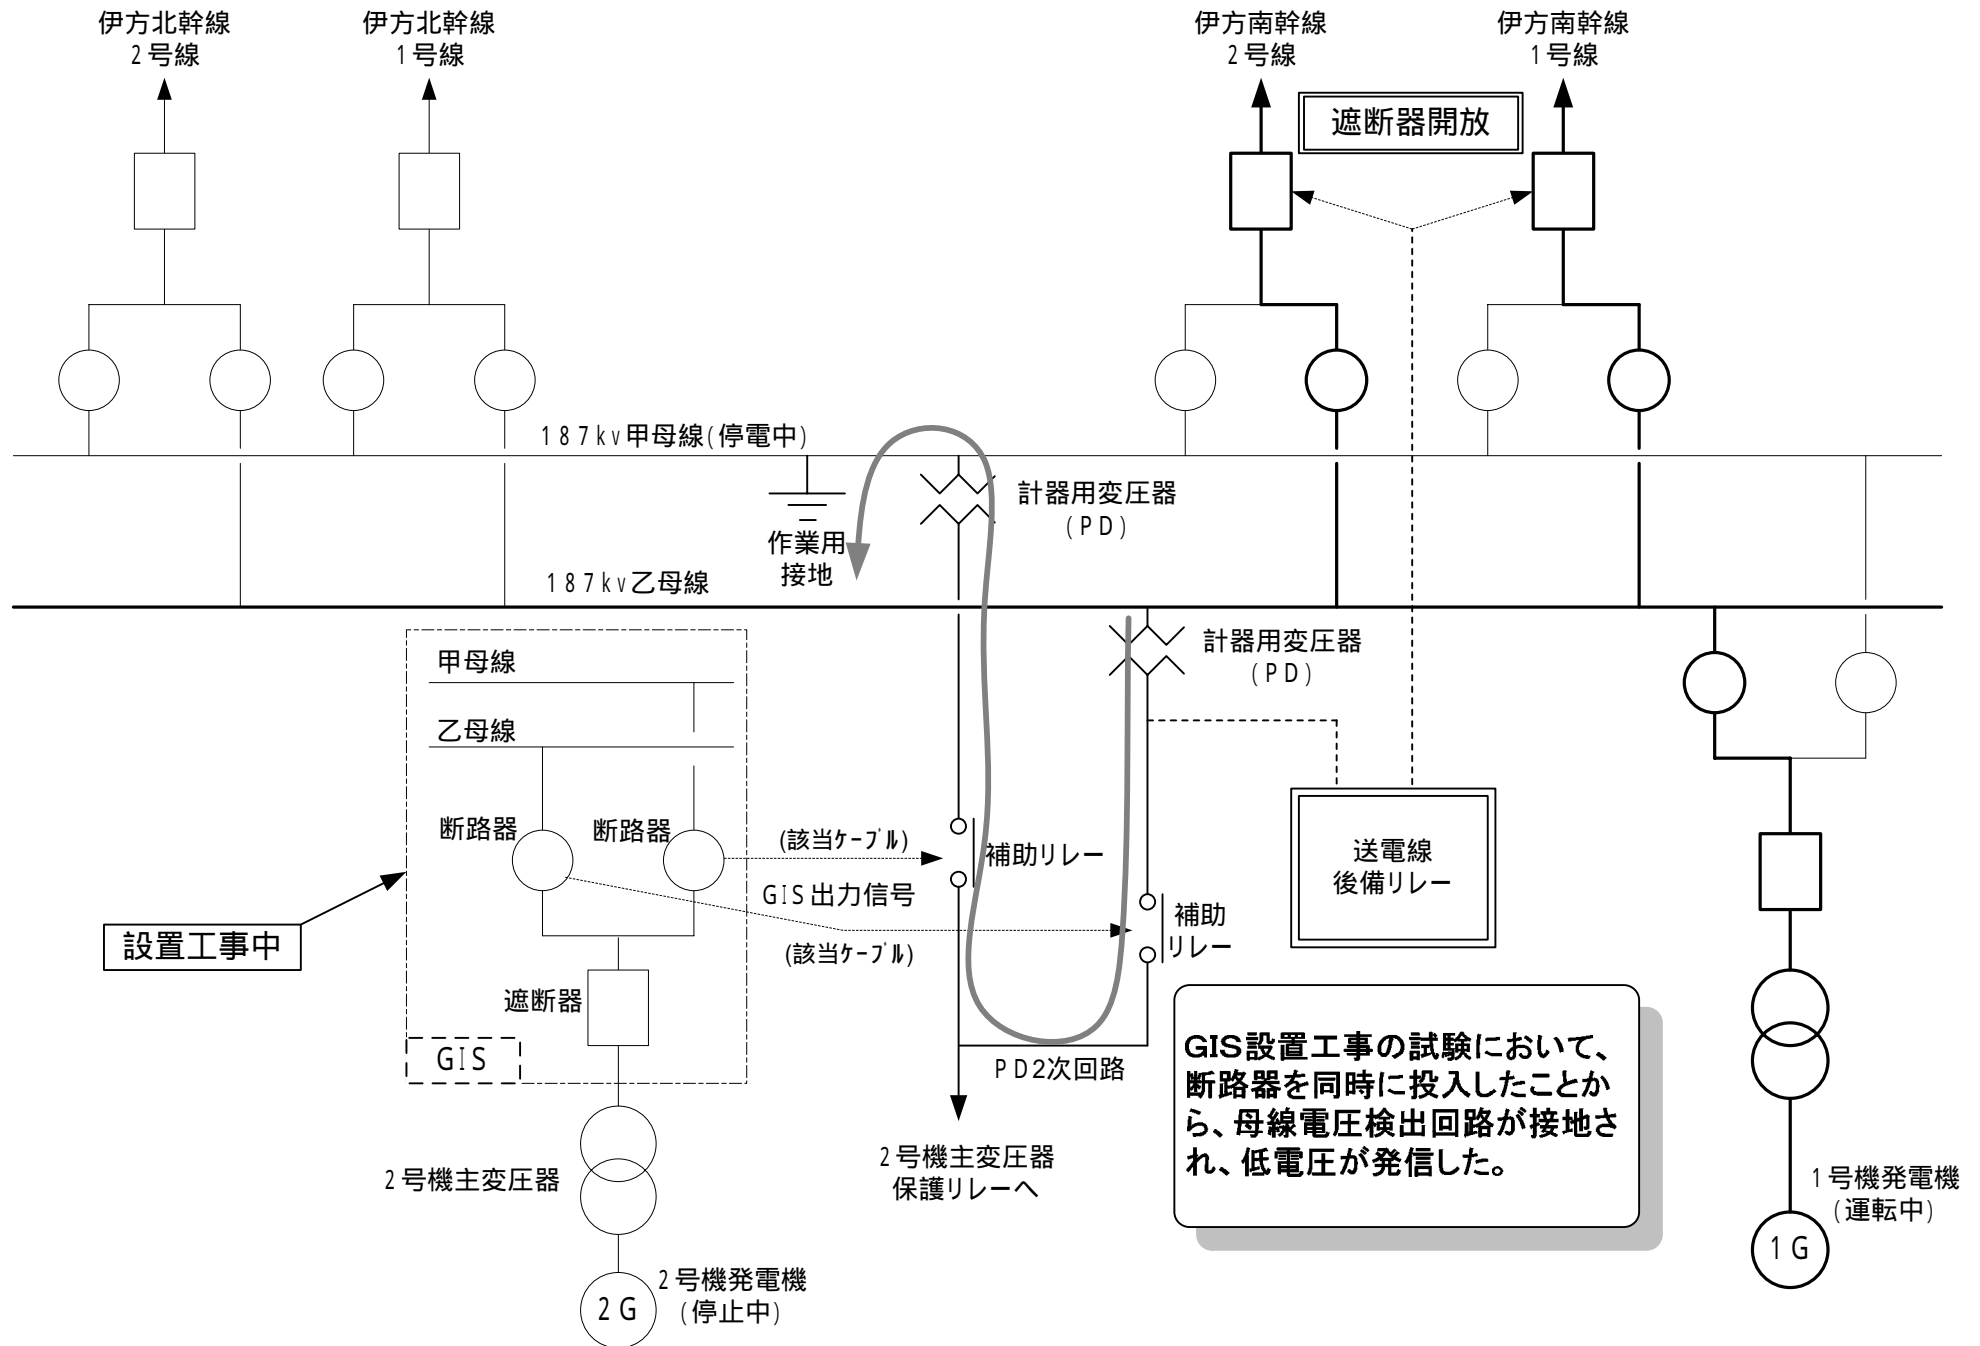 伊方北幹線
2号線
伊方北幹線
1号線
伊方南幹線
2号線
伊方南幹線
1号線
遮断器開放
187kv甲母線(停電中)
計器用変圧器
(PD)
作業用
接地
187kv乙母線
計器用変圧器
(PD)
甲母線
乙母線
断路器
断路器
(該当ケーブル)
補助リレー
GIS出力信号
(該当ケーブル)
補助
リレー
送電線
後備リレー
設置工事中
遮断器
GIS
PD2次回路
GIS設置工事の試験において、
断路器を同時に投入したことか
ら、母線電圧検出回路が接地さ
れ、低電圧が発信した。
2号機主変圧器
2号機主変圧器
保護リレーへ
1号機発電機
(運転中)
1G
2号機発電機
(停止中)
2G